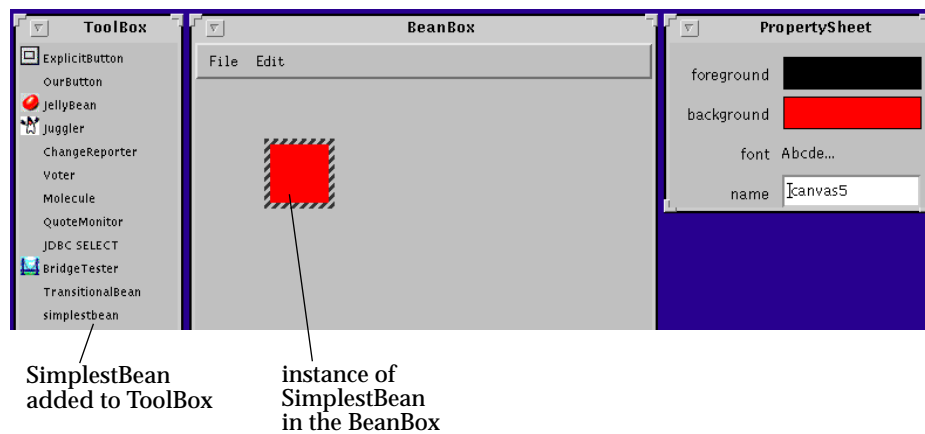 ToolBox
ExplicitButton
OurButton
JellyBean
Juggler
ChangeReporter
Voter
Molecule
QuoteMonitor
JDBC SELECT
BridgeTester
TransitionalBean
simplestbean
BeanBox
File Edit
PropertySheet
foreground
background
font Abcde...
name canvas5
SimplestBean
added to ToolBox
instance of
SimplestBean
in the BeanBox